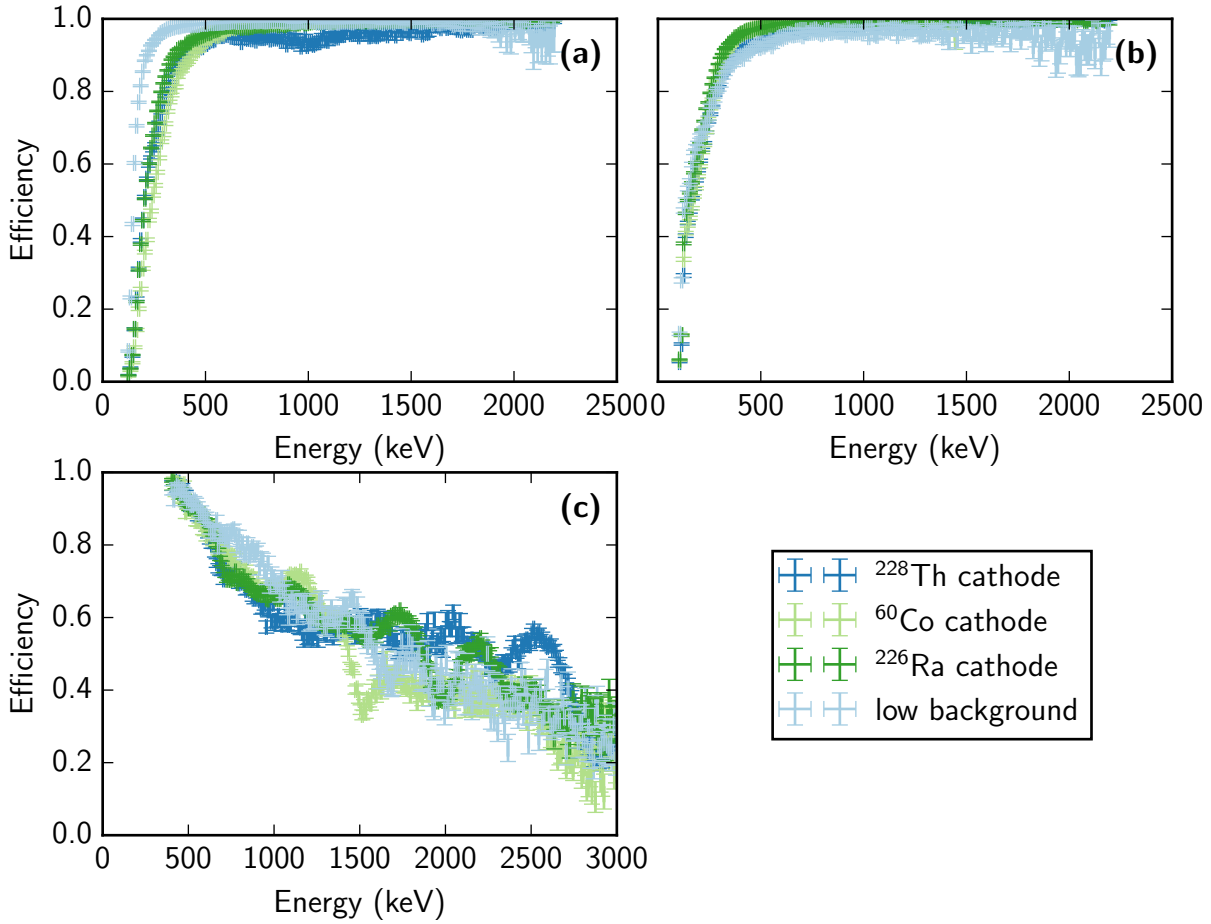 1.0
0.8
0.6
0.4
0.2
0.0
Efficiency
(a)
0 500 1000 1500 2000 2500
Energy (keV)
(b)
0 500 1000 1500 2000 2500
Energy (keV)
1.0
0.8
0.6
0.4
0.2
0.0
Efficiency
(c)
0 500 1000 1500 2000 2500 3000
Energy (keV)
²²⁸Th cathode
⁶⁰Co cathode
²²⁶Ra cathode
low background